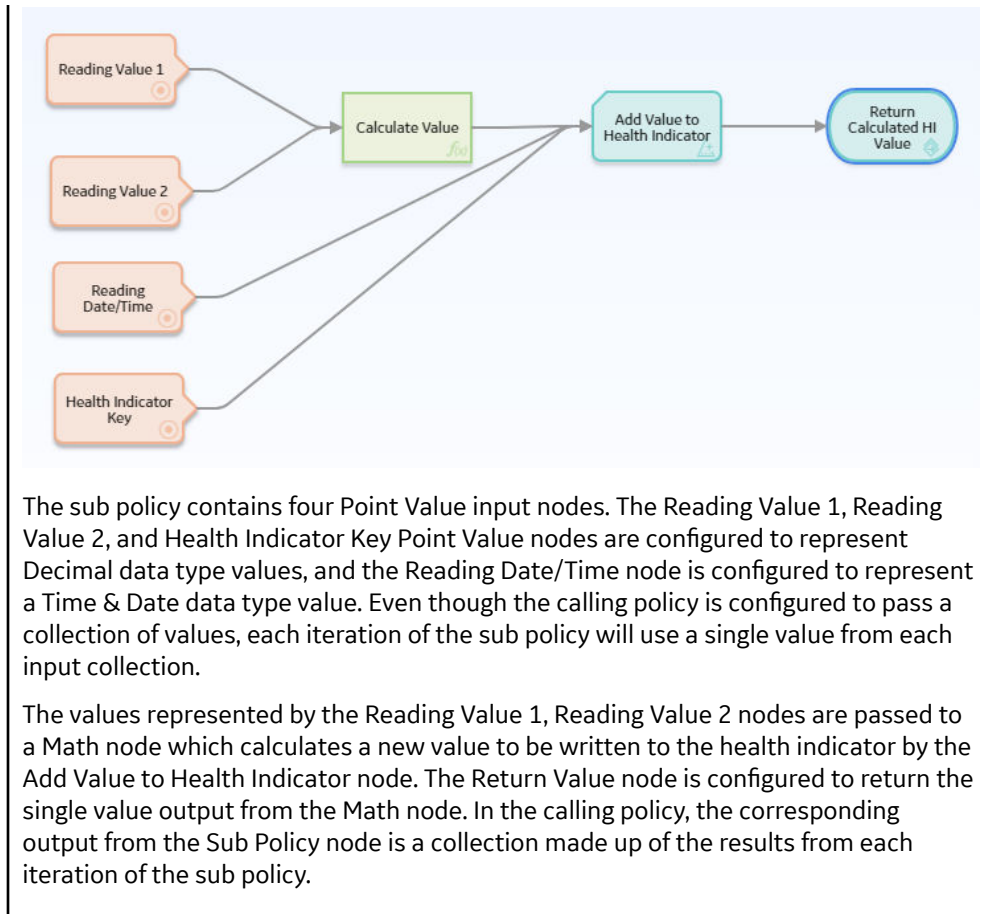 Reading Value 1
Reading Value 2
Reading
Date/Time
Health Indicator
Key
Calculate Value
f(x)
Add Value to
Health Indicator
Return
Calculated HI
Value
The sub policy contains four Point Value input nodes. The Reading Value 1, Reading
Value 2, and Health Indicator Key Point Value nodes are configured to represent
Decimal data type values, and the Reading Date/Time node is configured to represent
a Time & Date data type value. Even though the calling policy is configured to pass a
collection of values, each iteration of the sub policy will use a single value from each
input collection.
The values represented by the Reading Value 1, Reading Value 2 nodes are passed to
a Math node which calculates a new value to be written to the health indicator by the
Add Value to Health Indicator node. The Return Value node is configured to return the
single value output from the Math node. In the calling policy, the corresponding
output from the Sub Policy node is a collection made up of the results from each
iteration of the sub policy.